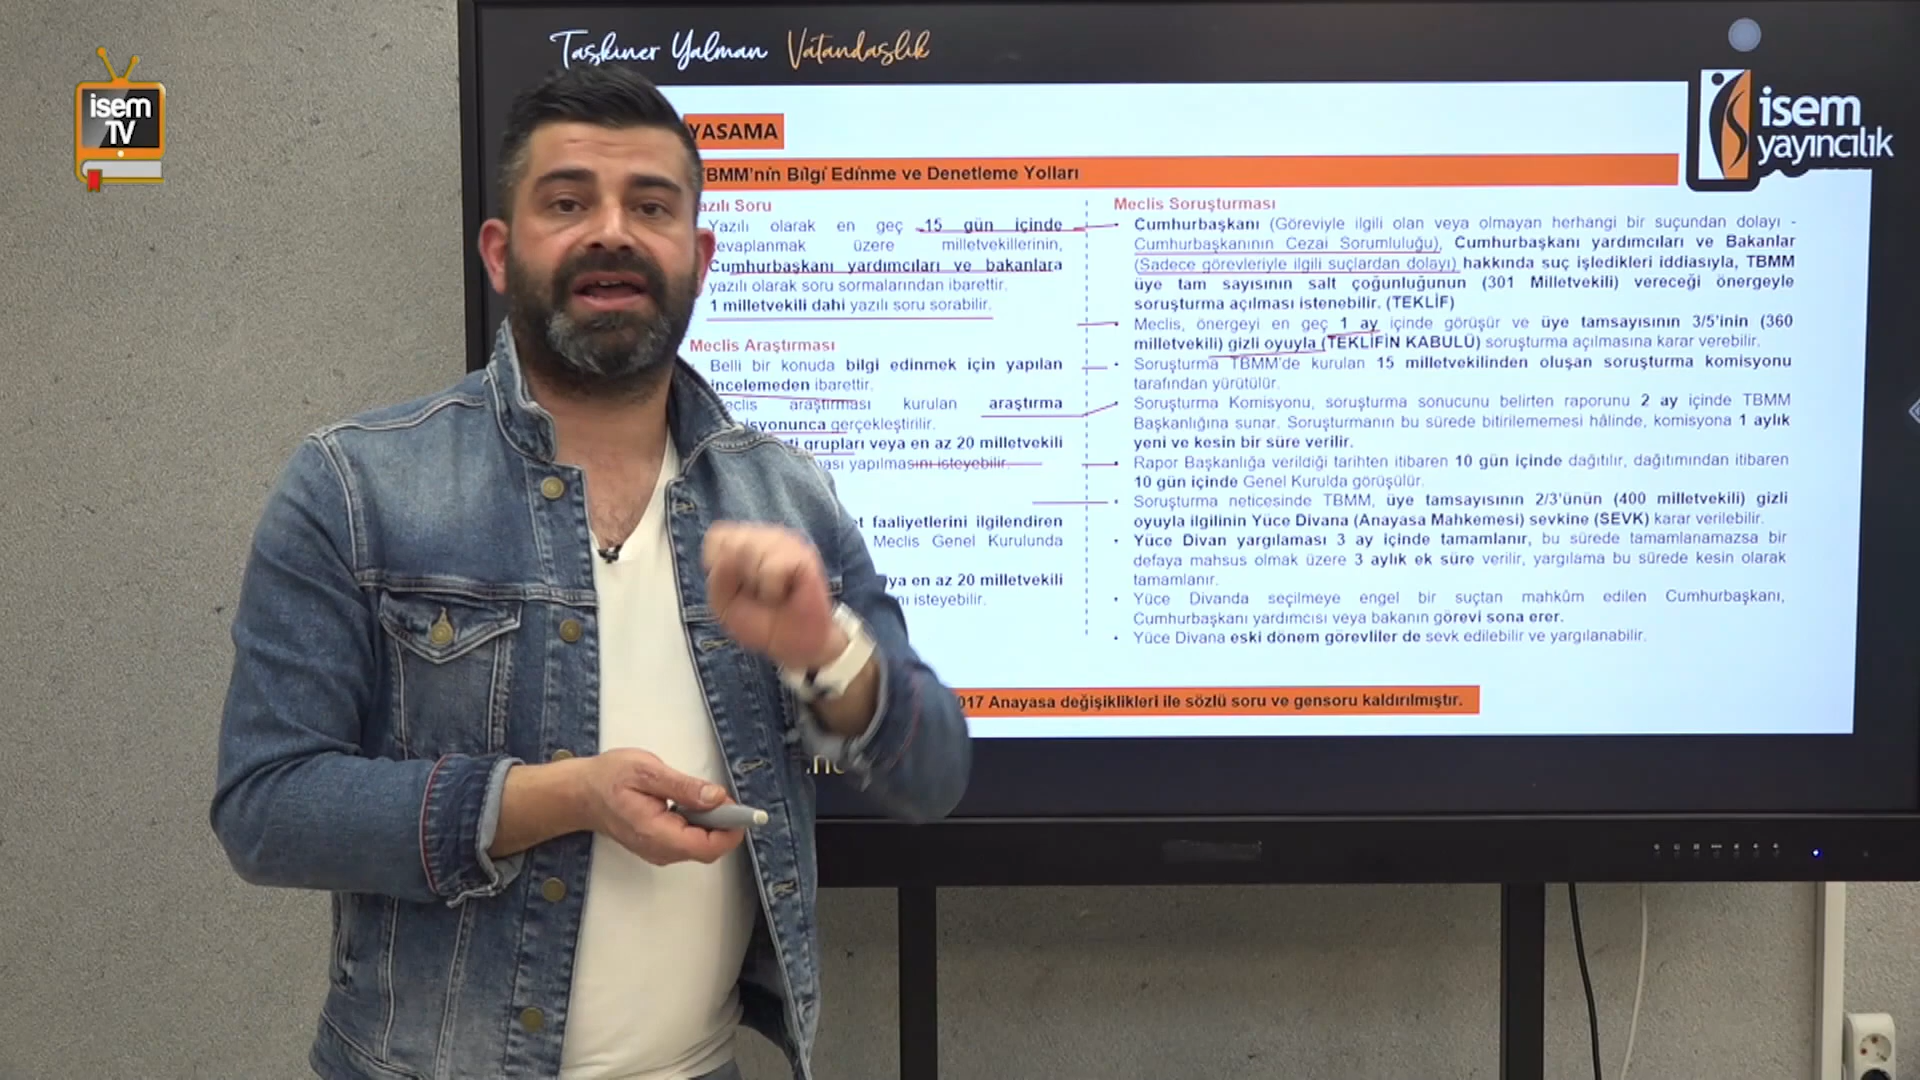 Taşkıner Yalman Vatandaşlık
isem
TV
isem
yayıncılık
YASAMA
TBMM'nin Bilgi Edinme ve Denetleme Yolları
Soru
Yazılı olarak en geç 15 gün içinde
cevaplanmak üzere milletvekillerinin,
Cumhurbaşkanı yardımcıları ve bakanlara
yazılı olarak soru sormalarından ibarettir.
1 milletvekili dahi yazılı soru sorabilir.
Meclis Araştırması
Belli bir konuda bilgi edinmek için yapılan
incelemeden ibarettir.
araştırması kurulan araştırma
gerçekleştirilir.
grupları veya en az 20 milletvekili
yapılmasını isteyebilir.
faaliyetlerini ilgilendiren
Meclis Genel Kurulunda
en az 20 milletvekili
isteyebilir.
Meclis Soruşturması
• Cumhurbaşkanı (Göreviyle ilgili olan veya olmayan herhangi bir suçundan dolayı -
Cumhurbaşkanının Cezai Sorumluluğu), Cumhurbaşkanı yardımcıları ve Bakanlar
(Sadece görevleriyle ilgili suçlardan dolayı) hakkında suç işledikleri iddiasıyla, TBMM
üye tam sayısının salt çoğunluğunun (301 Milletvekili) vereceği önergeyle
soruşturma açılması istenebilir. (TEKLİF)
• Meclis, önergeyi en geç 1 ay içinde görüşür ve üye tamsayısının 3/5'inin (360
milletvekili) gizli oyuyla (TEKLİFİN KABULÜ) soruşturma açılmasına karar verebilir.
• Soruşturma TBMM'de kurulan 15 milletvekilinden oluşan soruşturma komisyonu
tarafından yürütülür.
• Soruşturma Komisyonu, soruşturma sonucunu belirten raporunu 2 ay içinde TBMM
Başkanlığına sunar. Soruşturmanın bu sürede bitirilememesi hâlinde, komisyona 1 aylık
yeni ve kesin bir süre verilir.
• Rapor Başkanlığa verildiği tarihten itibaren 10 gün içinde dağıtılır, dağıtımından itibaren
10 gün içinde Genel Kurulda görüşülür.
• Soruşturma neticesinde TBMM, üye tamsayısının 2/3'ünün (400 milletvekili) gizli
oyuyla ilgilinin Yüce Divana (Anayasa Mahkemesi) sevkine (SEVK) karar verilebilir.
• Yüce Divan yargılaması 3 ay içinde tamamlanır, bu sürede tamamlanamazsa bir
defaya mahsus olmak üzere 3 aylık ek süre verilir, yargılama bu sürede kesin olarak
tamamlanır.
• Yüce Divanda seçilmeye engel bir suçtan mahkûm edilen Cumhurbaşkanı,
Cumhurbaşkanı yardımcısı veya bakanın görevi sona erer.
• Yüce Divana eski dönem görevliler de sevk edilebilir ve yargılanabilir.
Anayasa değişiklikleri ile sözlü soru ve gensoru kaldırılmıştır.